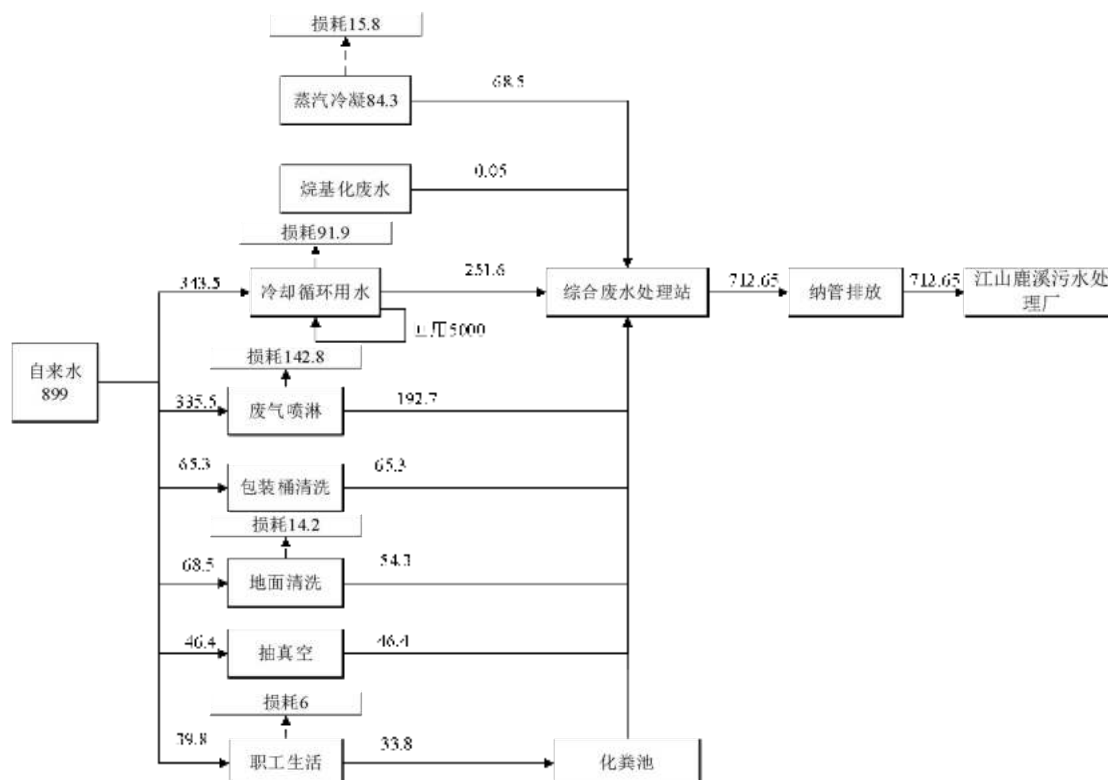 损耗15.8
蒸汽冷凝84.3
68.5
烷基化废水
0.05
损耗91.9
343.5
冷却循环用水
251.6
综合废水处理站
712.65
纳管排放
712.65
江山鹿溪污水处
理厂
5000
自来水
899
损耗142.8
335.5
废气喷淋
192.7
65.3
包装桶清洗
65.3
损耗14.2
68.5
地面清洗
54.3
46.4
抽真空
46.4
损耗6
39.8
职工生活
33.8
化粪池